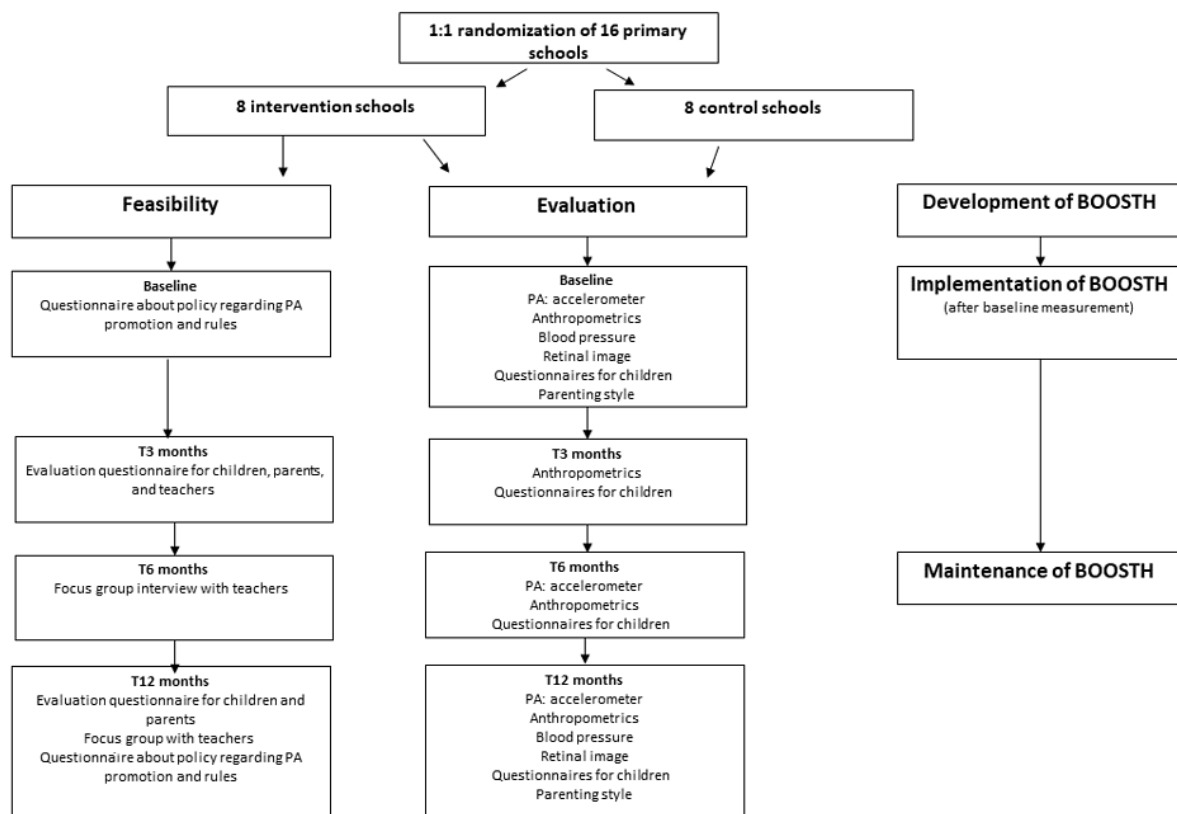 1:1 randomization of 16 primary
schools
8 intervention schools
8 control schools
Feasibility
Baseline
Questionnaire about policy regarding PA
promotion and rules
T3 months
Evaluation questionnaire for children, parents,
and teachers
T6 months
Focus group interview with teachers
T12 months
Evaluation questionnaire for children and
parents
Focus group with teachers
Questionnaire about policy regarding PA
promotion and rules
Evaluation
Baseline
PA: accelerometer
Anthropometrics
Blood pressure
Retinal image
Questionnaires for children
Parenting style
T3 months
Anthropometrics
Questionnaires for children
T6 months
PA: accelerometer
Anthropometrics
Questionnaires for children
T12 months
PA: accelerometer
Anthropometrics
Blood pressure
Retinal image
Questionnaires for children
Parenting style
Development of BOOSTH
Implementation of BOOSTH
(after baseline measurement)
Maintenance of BOOSTH